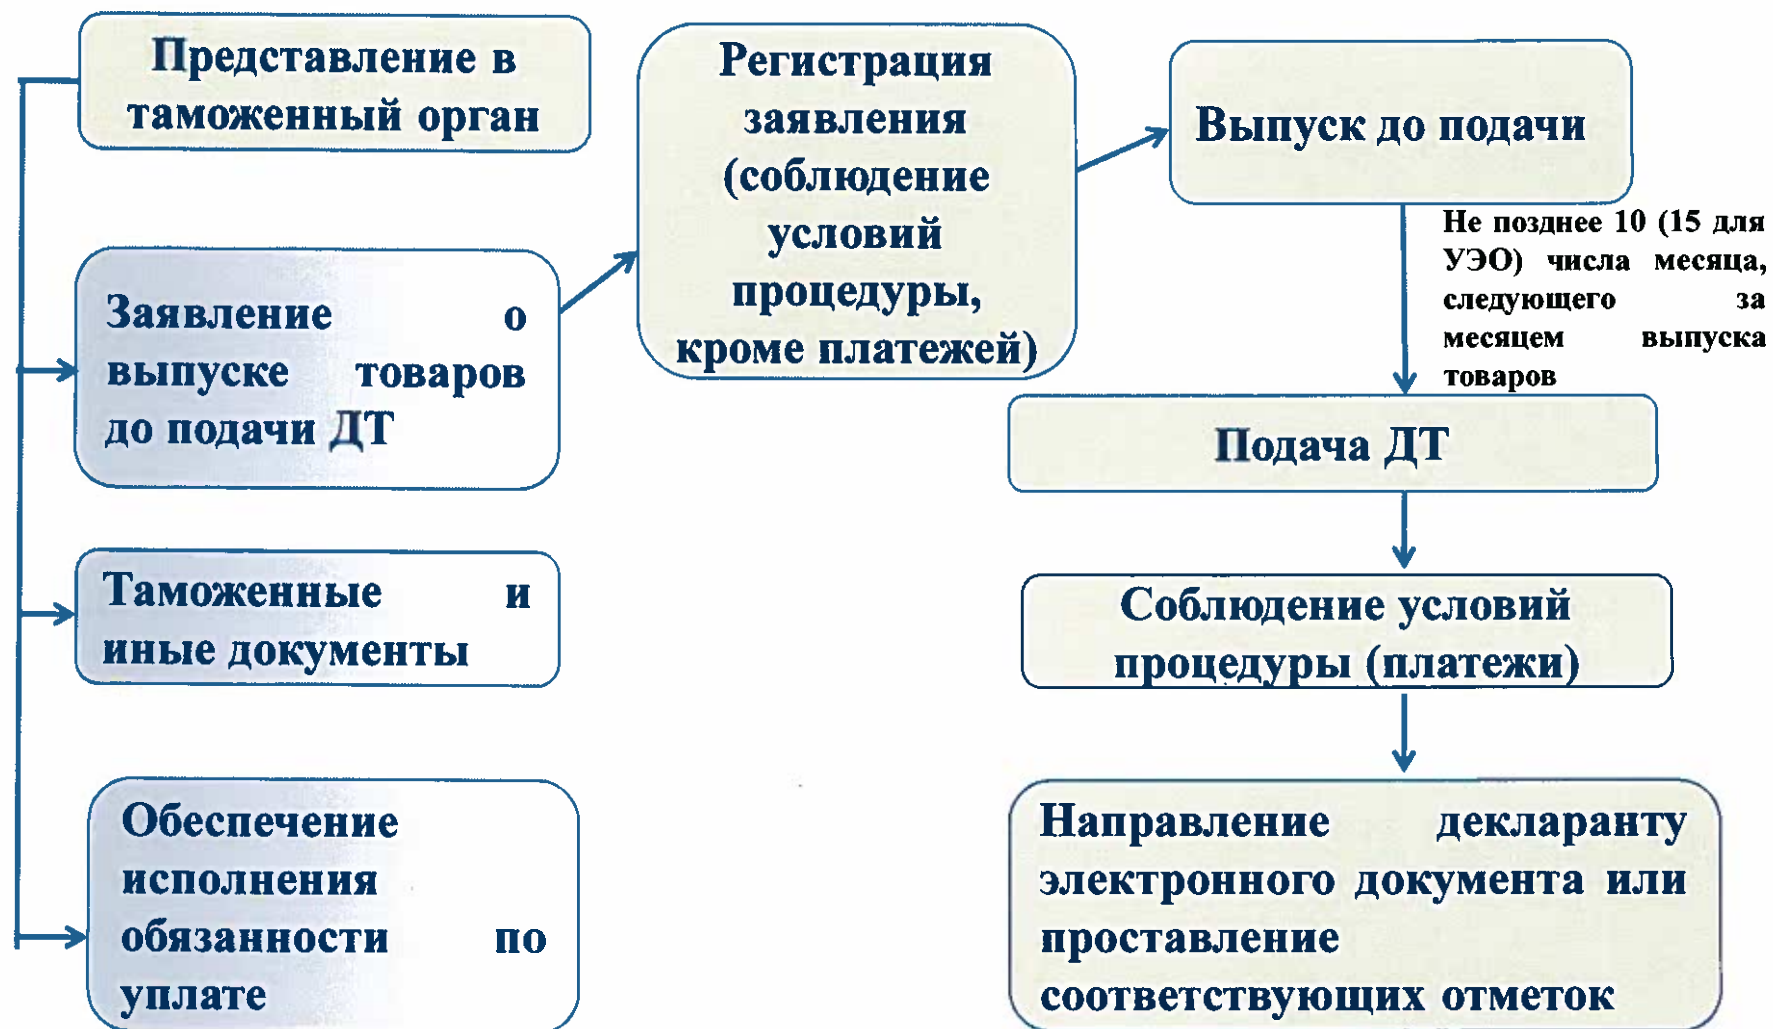 Представление в
таможенный орган
Заявление о
выпуске товаров
до подачи ДТ
Таможенные и
иные документы
Обеспечение
исполнения
обязанности по
уплате
Регистрация
заявления
(соблюдение
условий
процедуры,
кроме платежей)
Выпуск до подачи
Не позднее 10 (15 для
УЭО) числа месяца,
следующего за
месяцем выпуска
товаров
Подача ДТ
Соблюдение условий
процедуры (платежи)
Направление декларанту
электронного документа или
проставление
соответствующих отметок